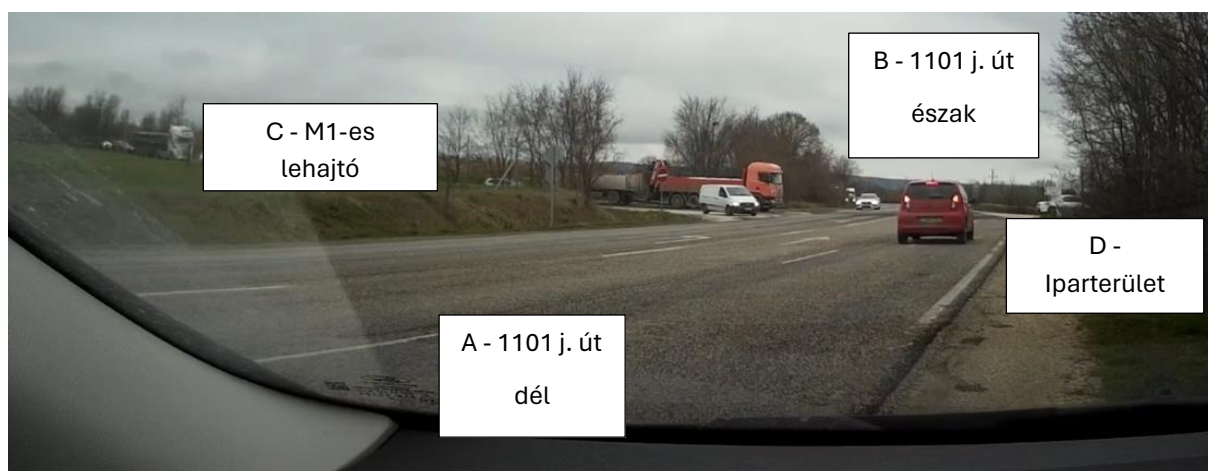 C - M1-es
lehajtó
B - 1101 j. út
észak
D -
Iparterület
A - 1101 j. út
dél